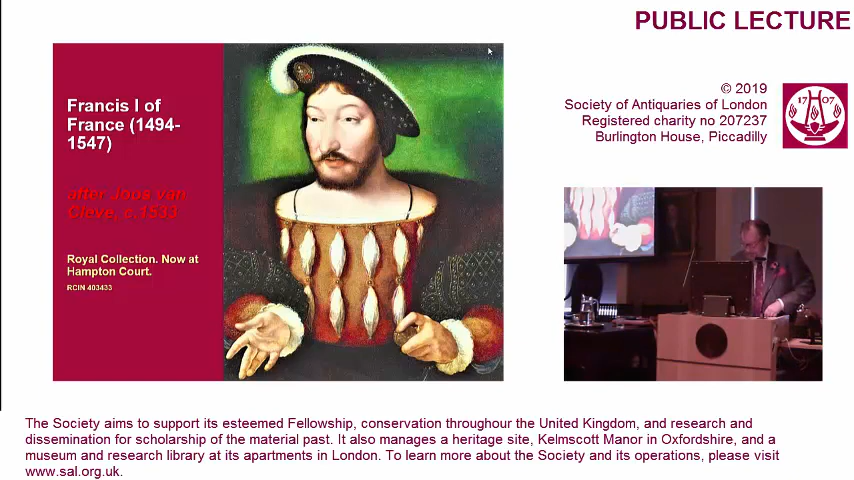 PUBLIC LECTURE
Francis I of
France (1494-
1547)
after Joos van
Cleve, c.1533
Royal Collection. Now at
Hampton Court.
RCIN 403433
© 2019
Society of Antiquaries of London
Registered charity no 207237
Burlington House, Piccadilly
17 07
The Society aims to support its esteemed Fellowship, conservation throughour the United Kingdom, and research and
dissemination for scholarship of the material past. It also manages a heritage site, Kelmscott Manor in Oxfordshire, and a
museum and research library at its apartments in London. To learn more about the Society and its operations, please visit
www.sal.org.uk.